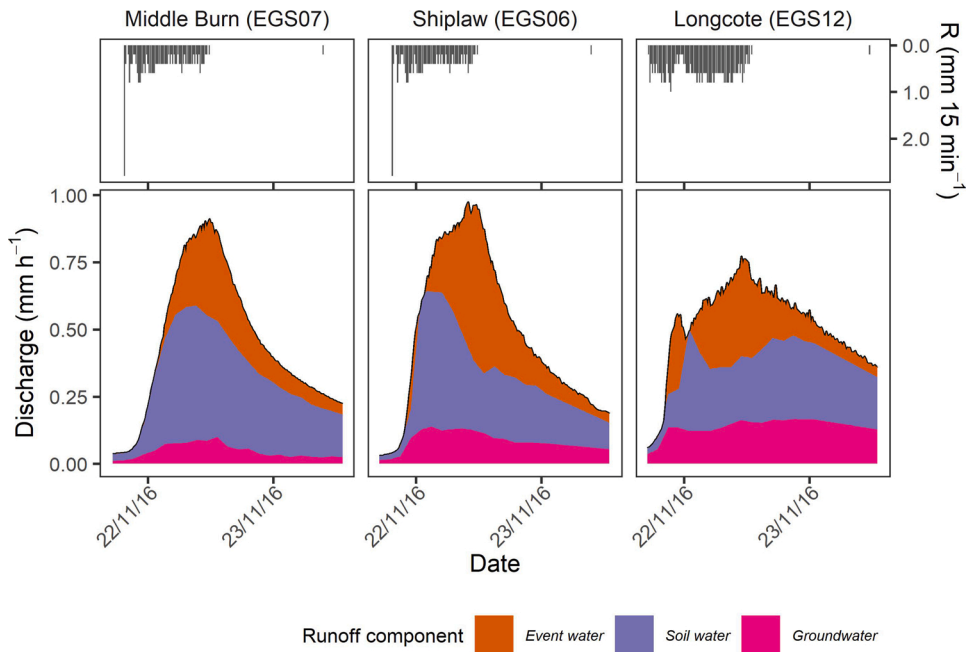 Middle Burn (EGS07) Shiplaw (EGS06) Longcote (EGS12)
0.0
1.0
2.0
R (mm 15 min⁻¹)
1.00
0.75
0.50
0.25
0.00
Discharge (mm h⁻¹)
22/11/16 23/11/16 22/11/16 23/11/16 22/11/16 23/11/16
Date
Runoff component Event water Soil water Groundwater